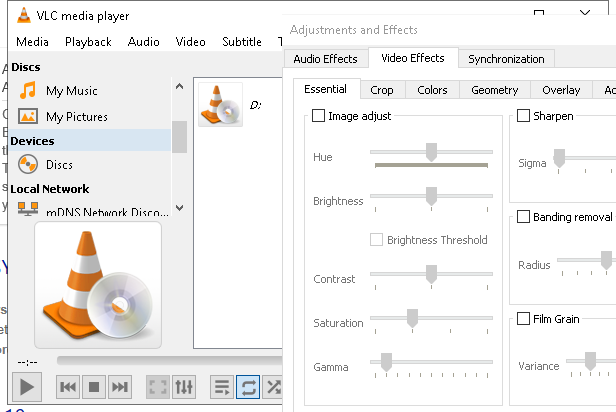 VLC media player
Media Playback Audio Video Subtitle T
Discs
My Music
My Pictures
Devices
Discs
Local Network
mDNS Network Disco...
D:
--:--
Adjustments and Effects
Audio Effects Video Effects Synchronization
Essential Crop Colors Geometry Overlay
Image adjust
Hue
Brightness
Brightness Threshold
Contrast
Saturation
Gamma
Sharpen
Sigma
Banding removal
Radius
Film Grain
Variance